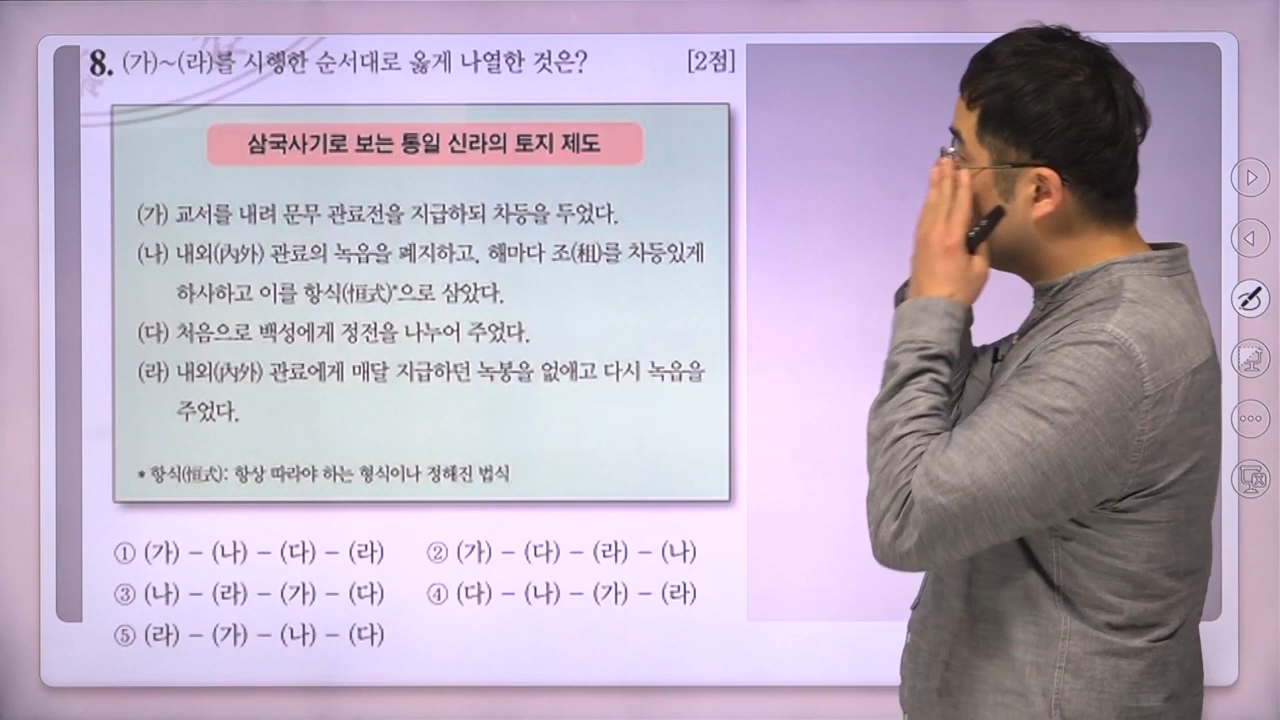 8. (가)~(라)를 시행한 순서대로 옳게 나열한 것은? [2점]
삼국사기로 보는 통일 신라의 토지 제도
(가) 교서를 내려 문무 관료전을 지급하되 차등을 두었다.
(나) 내외(內外) 관료의 녹읍을 폐지하고, 해마다 조(租)를 차등있게
하사하고 이를 항식(恒式)*으로 삼았다.
(다) 처음으로 백성에게 정전을 나누어 주었다.
(라) 내외(內外) 관료에게 매달 지급하던 녹봉을 없애고 다시 녹읍을
주었다.
* 항식(恒式): 항상 따라야 하는 형식이나 정해진 법식
① (가) – (나) – (다) – (라) ② (가) – (다) – (라) – (나)
③ (나) – (라) – (가) – (다) ④ (다) – (나) – (가) – (라)
⑤ (라) – (가) – (나) – (다)